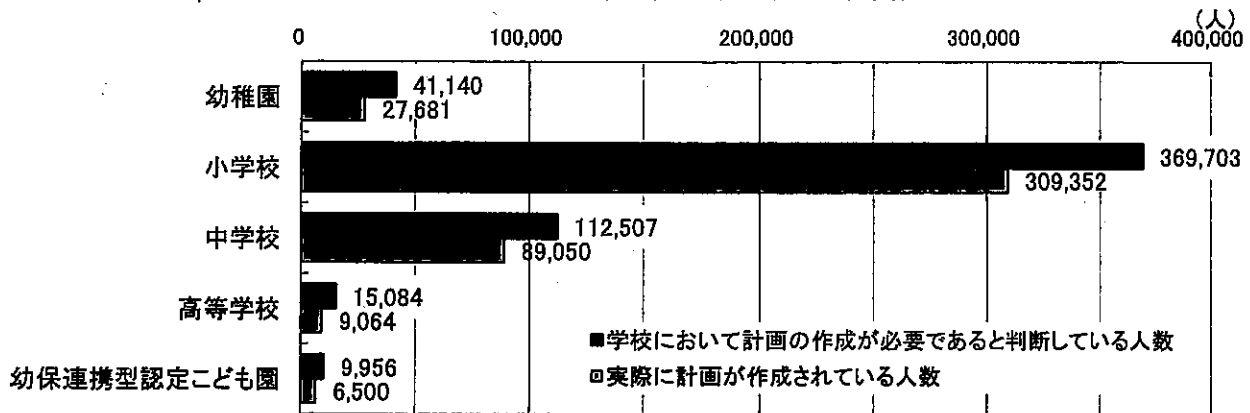 (人)
0 100,000 200,000 300,000 400,000
幼稚園 41,140
27,681
小学校 369,703
309,352
中学校 112,507
89,050
高等学校 15,084
9,064
■学校において計画の作成が必要であると判断している人数
幼保連携型認定こども園 9,956
6,500
□実際に計画が作成されている人数